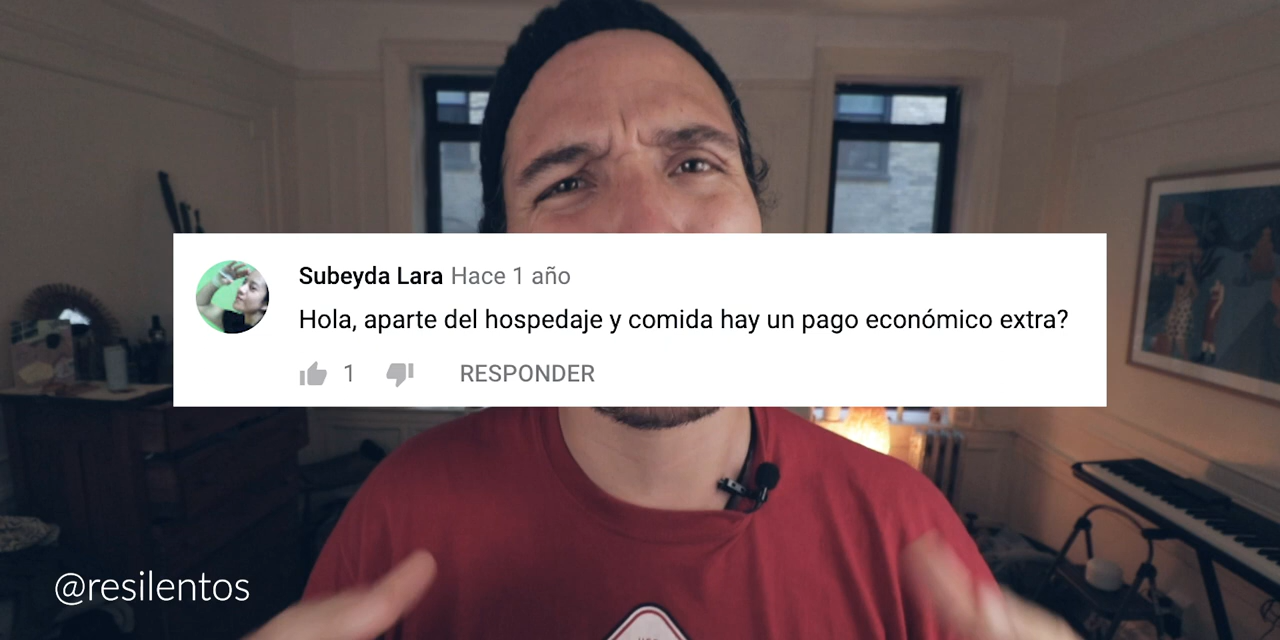 Subeyda Lara Hace 1 año
Hola, aparte del hospedaje y comida hay un pago económico extra?
1
RESPONDER
@resilentos